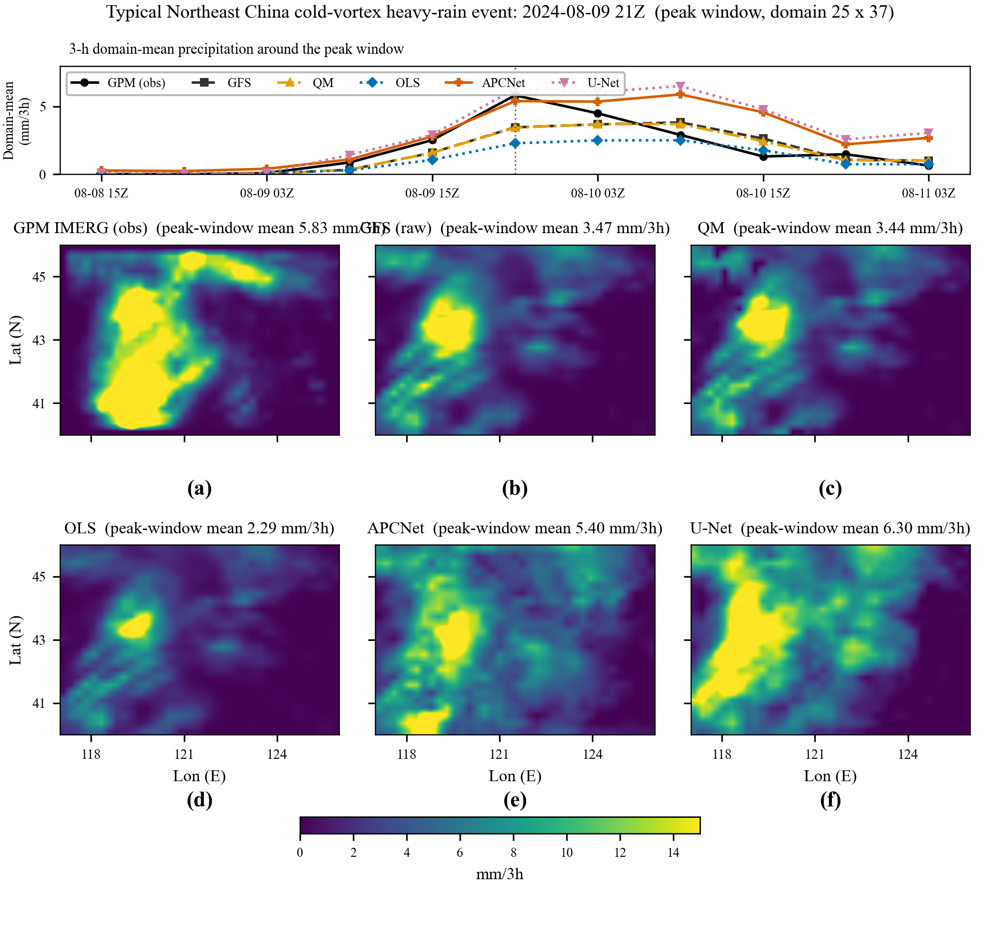 Typical Northeast China cold-vortex heavy-rain event: 2024-08-09 21Z (peak window, domain 25 x 37)
3-h domain-mean precipitation around the peak window
Domain-mean
(mm/3h)
GPM (obs) GFS QM OLS APCNet U-Net
5
0
08-08 15Z 08-09 03Z 08-09 15Z 08-10 03Z 08-10 15Z 08-11 03Z
GPM IMERG (obs) (peak-window mean 5.83 mm/3h)
GFS (raw) (peak-window mean 3.47 mm/3h)
QM (peak-window mean 3.44 mm/3h)
Lat (N)
45
43
41
(a) (b) (c)
OLS (peak-window mean 2.29 mm/3h)
APCNet (peak-window mean 5.40 mm/3h)
U-Net (peak-window mean 6.30 mm/3h)
Lat (N)
45
43
41
118 121 124 118 121 124 118 121 124
Lon (E) Lon (E) Lon (E)
(d) (e) (f)
0 2 4 6 8 10 12 14
mm/3h